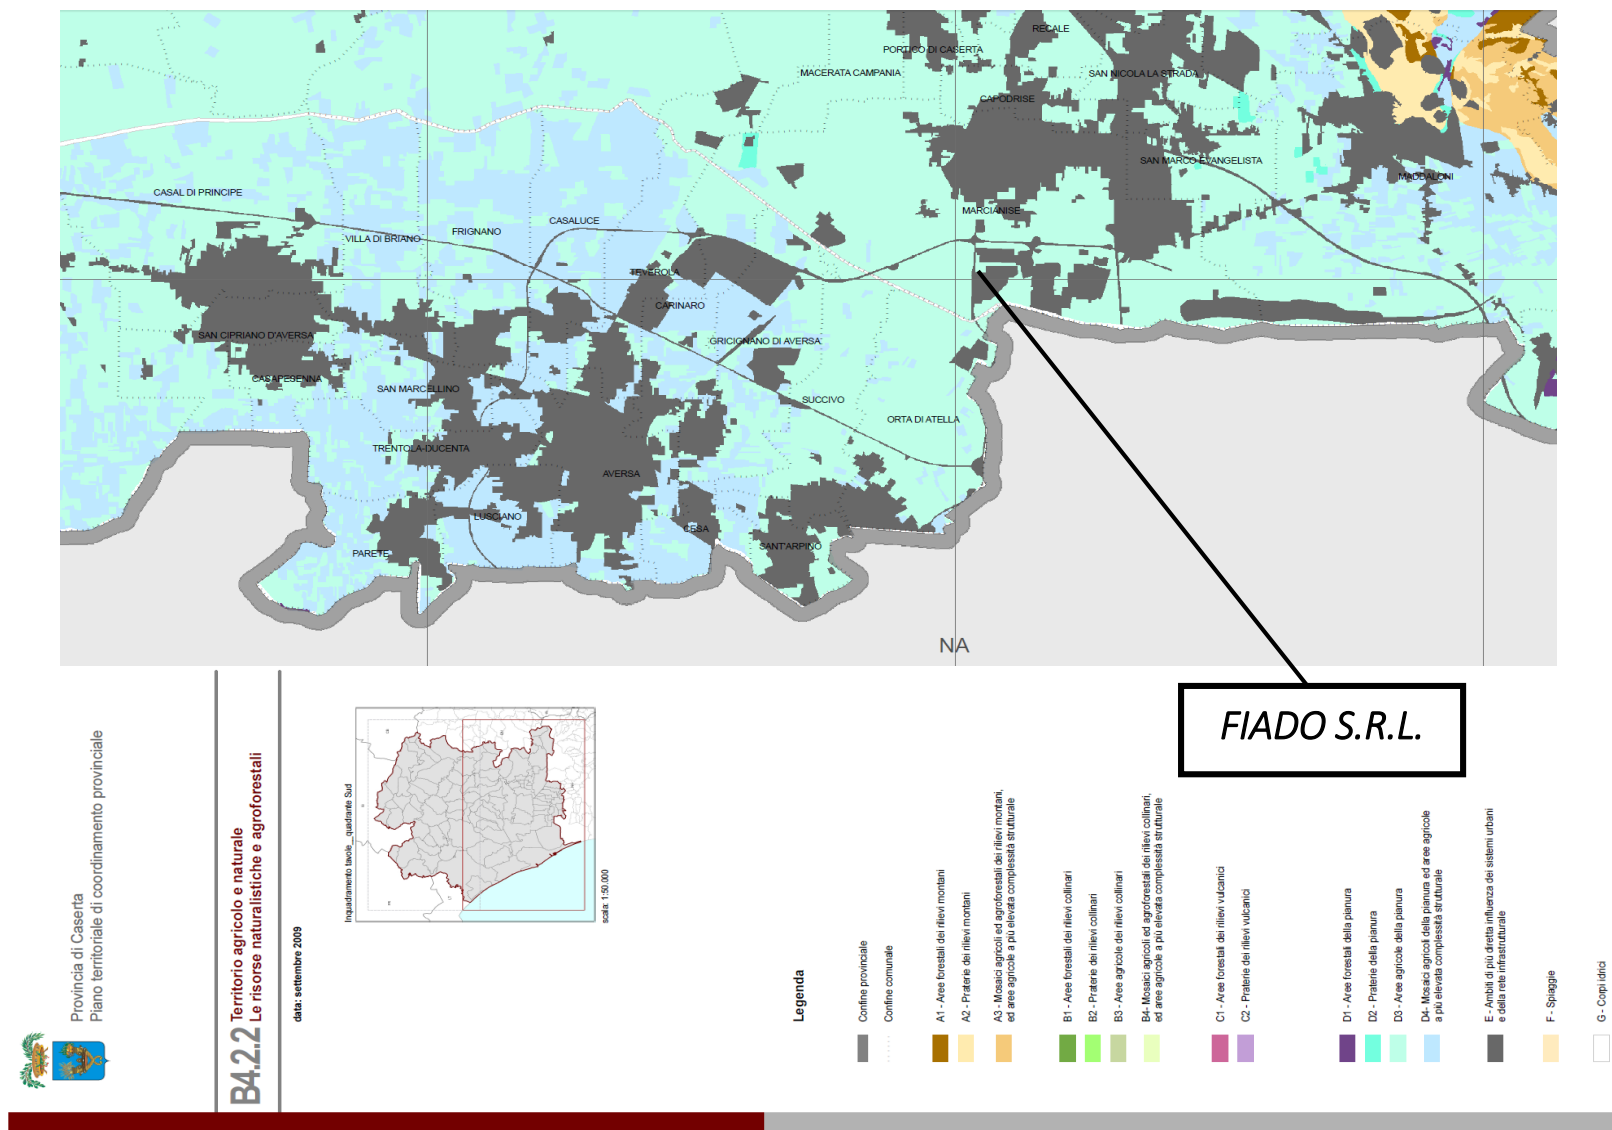 RECALE
PORTICO DI CASERTA
MACERATA CAMPANIA
SAN NICOLA LA STRADA
CAPODRISE
SAN MARCO EVANGELISTA
MADDALONI
CASAL DI PRINCIPE
MARCIANISE
CASALUCE
FRIGNANO
VILLA DI BRIANO
TEVEROLA
CARINARO
SAN CIPRIANO D'AVERSA
GRICIGNANO DI AVERSA
CASAPESENNA
SAN MARCELLINO
SUCCIVO
ORTA DI ATELLA
TRENTOLA-DUCENTA
AVERSA
LUSCIANO
CESA
SANT'ARPINO
PARETE
NA
FIADO S.R.L.
Provincia di Caserta
Piano territoriale di coordinamento provinciale
B4.2.2
Territorio agricolo e naturale
Le risorse naturalistiche e agroforestali
data: settembre 2009
Inquadramento tavole__quadrante Sud
scala: 1:50.000
Legenda
Confine provinciale
Confine comunale
A1 - Aree forestali dei rilievi montani
A2 - Praterie dei rilievi montani
A3 - Mosaici agricoli ed agroforestali dei rilievi montani,
ed aree agricole a più elevata complessità strutturale
B1 - Aree forestali dei rilievi collinari
B2 - Praterie dei rilievi collinari
B3 - Aree agricole dei rilievi collinari
B4- Mosaici agricoli ed agroforestali dei rilievi collinari,
ed aree agricole a più elevata complessità strutturale
C1 - Aree forestali dei rilievi vulcanici
C2 - Praterie dei rilievi vulcanici
D1 - Aree forestali della pianura
D2 - Praterie della pianura
D3 - Aree agricole della pianura
D4- Mosaici agricoli della pianura ed aree agricole
a più elevata complessità strutturale
E - Ambiti di più diretta influenza dei sistemi urbani
e della rete infrastrutturale
F - Spiagge
G - Corpi idrici